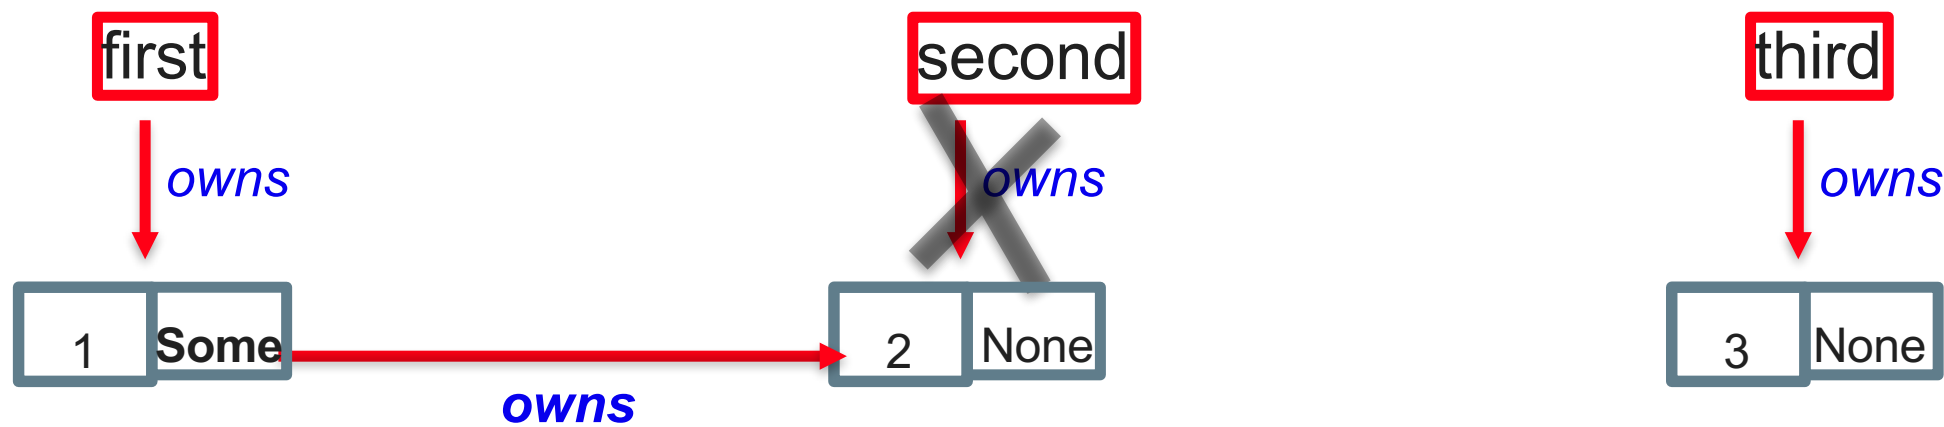 first second third
owns owns owns
1 Some 2 None 3 None
owns